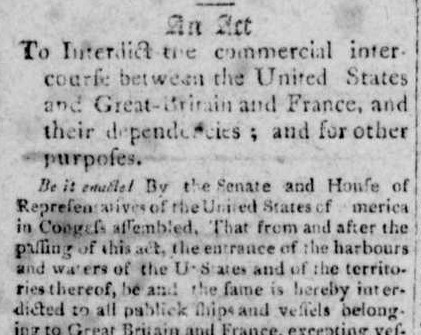 An Act
To Interdict the commercial inter-
courſe between the United States
and Great-Britain and France, and
their dependencies ; and for other
purpoſes.
Be it enacted By the Senate and Houſe of
Repreſentatives of the United States of merica
in Congreſs aſſembled, That from and after the
paſſing of this act, the entrance of the harbours
and waters of the U States and of the territo-
ries thereof, be and the ſame is hereby inter-
dicted to all publick ſhips and veſſels belong-
ing to Great Britain and France, excepting veſ-